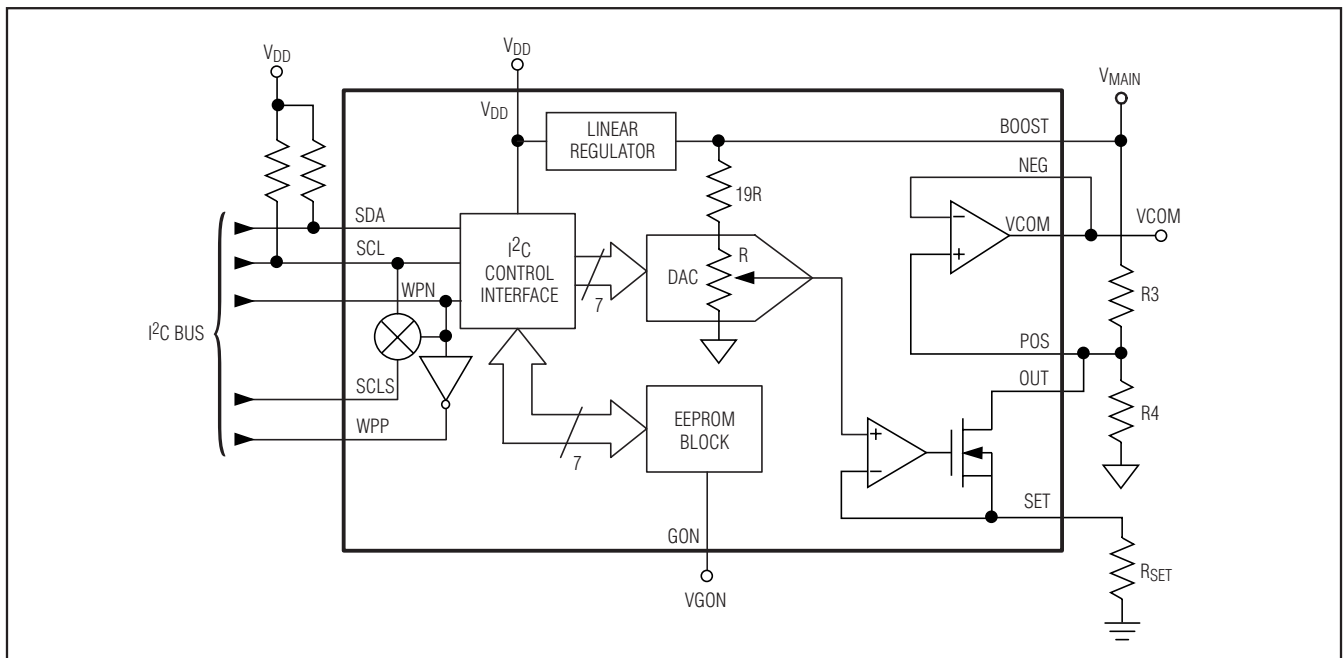 VDD
VDD
VMAIN
VDD
LINEAR
REGULATOR
BOOST
NEG
19R
SDA
I²C
CONTROL
INTERFACE
SCL
WPN
7
DAC
R
−
+
VCOM
VCOM
R3
I²C BUS
POS
OUT
SCLS
WPP
EEPROM
BLOCK
7
+
−
R4
SET
GON
VGON
RSET